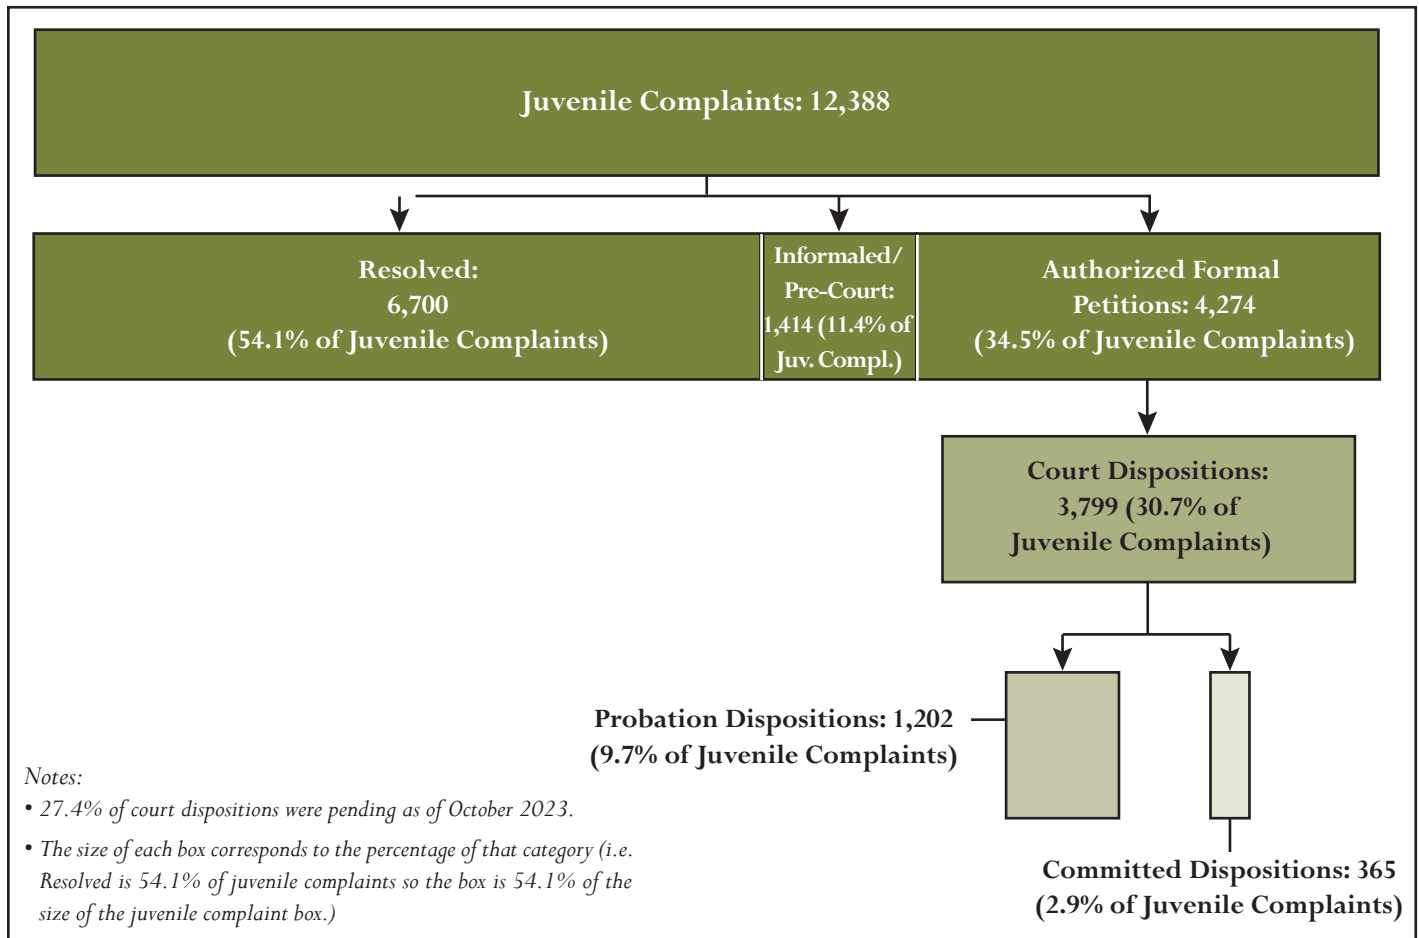 Juvenile Complaints: 12,388
Resolved:
6,700
(54.1% of Juvenile Complaints)
Informaled/
Pre-Court:
1,414 (11.4% of
Juv. Compl.)
Authorized Formal
Petitions: 4,274
(34.5% of Juvenile Complaints)
Court Dispositions:
3,799 (30.7% of
Juvenile Complaints)
Probation Dispositions: 1,202
(9.7% of Juvenile Complaints)
Committed Dispositions: 365
(2.9% of Juvenile Complaints)
Notes:
• 27.4% of court dispositions were pending as of October 2023.
• The size of each box corresponds to the percentage of that category (i.e.
Resolved is 54.1% of juvenile complaints so the box is 54.1% of the
size of the juvenile complaint box.)